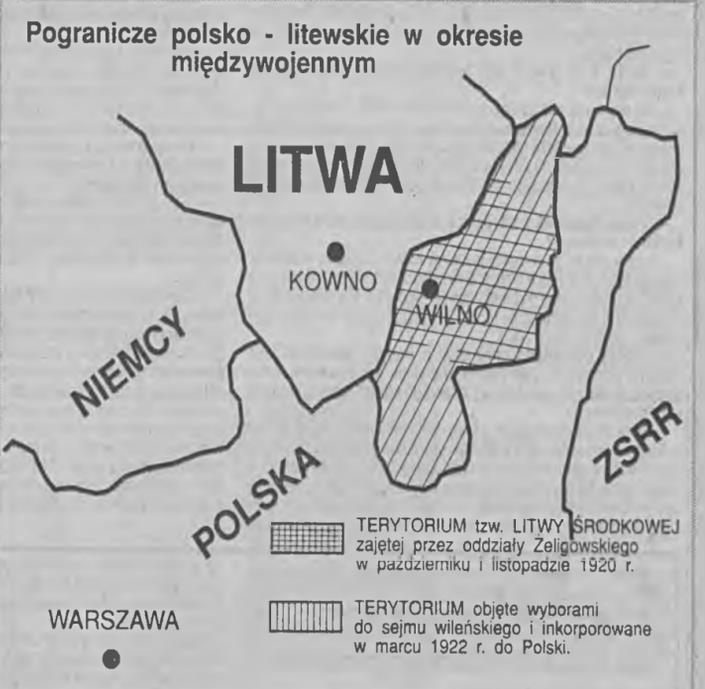 Pogranicze polsko - litewskie w okresie
międzywojennym
LITWA
KOWNO
WILNO
NIEMCY
POLSKA
ZSRR
TERYTORIUM tzw. LITWY ŚRODKOWEJ
zajętej przez oddziały Żeligowskiego
w październiku i listopadzie 1920 r.
WARSZAWA
TERYTORIUM objęte wyborami
do sejmu wileńskiego i inkorporowane
w marcu 1922 r. do Polski.